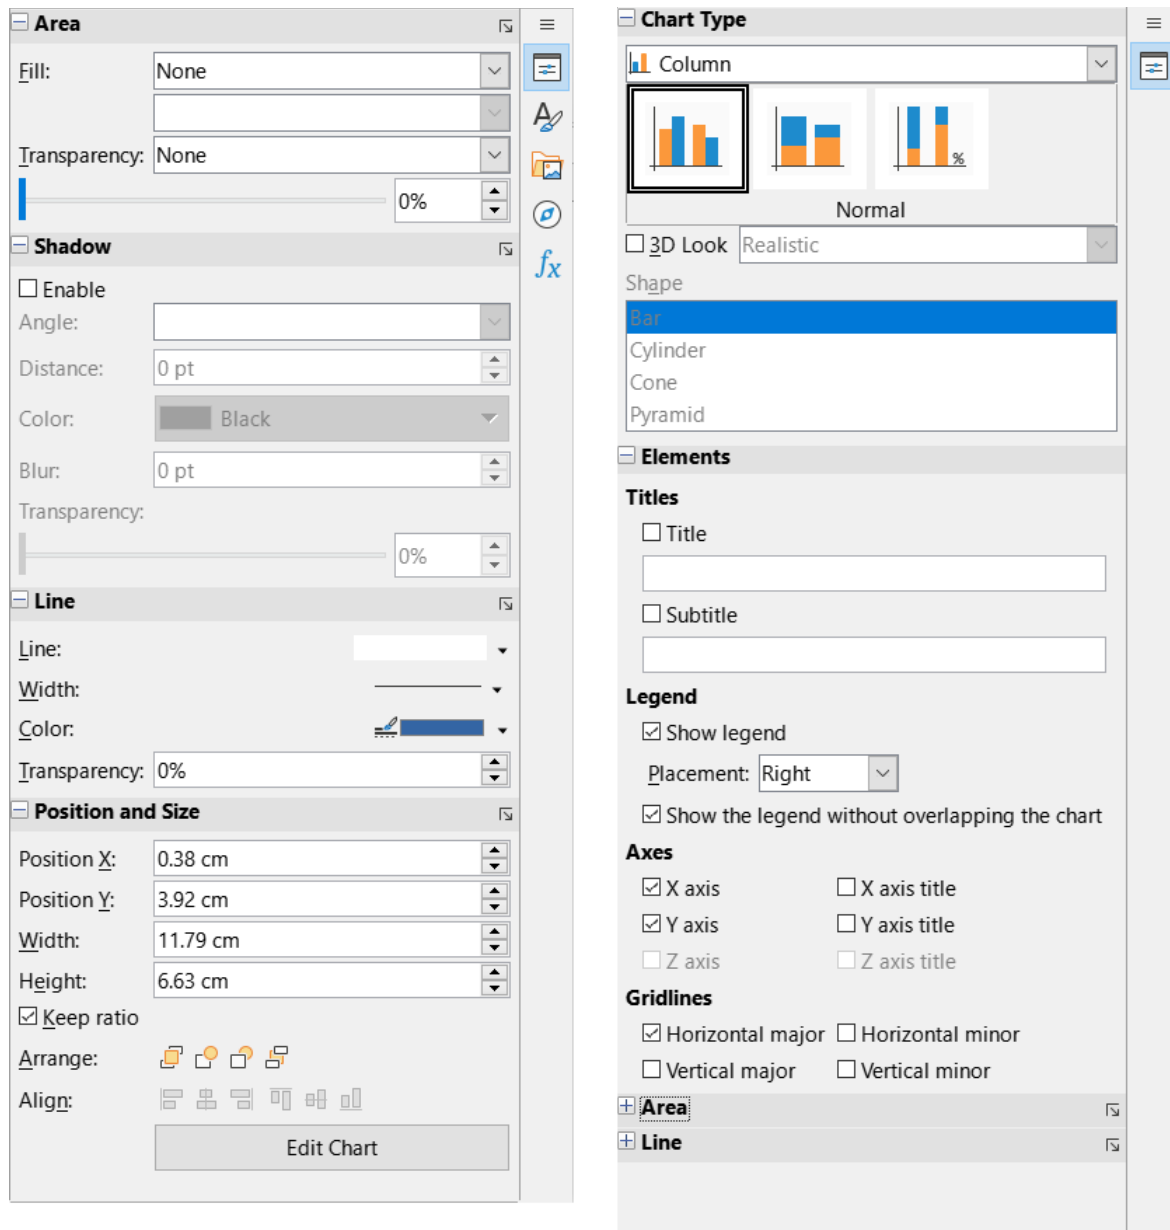 Area
Fill: None
Transparency: None
0%
Shadow
Enable
Angle:
Distance: 0 pt
Color: Black
Blur: 0 pt
Transparency:
0%
Line
Line:
Width:
Color:
Transparency: 0%
Position and Size
Position X: 0.38 cm
Position Y: 3.92 cm
Width: 11.79 cm
Height: 6.63 cm
Keep ratio
Arrange:
Align:
Edit Chart
fx
Chart Type
Column
%
Normal
3D Look Realistic
Shape
Bar
Cylinder
Cone
Pyramid
Elements
Titles
Title
Subtitle
Legend
Show legend
Placement: Right
Show the legend without overlapping the chart
Axes
X axis X axis title
Y axis Y axis title
Z axis Z axis title
Gridlines
Horizontal major Horizontal minor
Vertical major Vertical minor
Area
Line